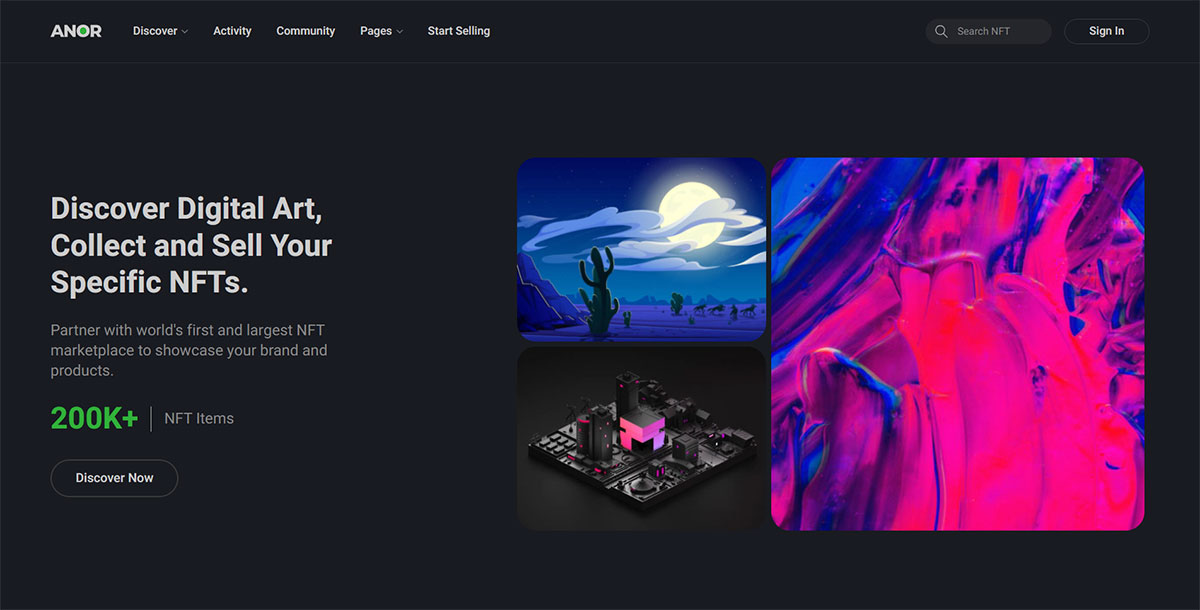 ANOR
Discover
Activity
Community
Pages
Start Selling
Search NFT
Sign In
Discover Digital Art,
Collect and Sell Your
Specific NFTs.
Partner with world's first and largest NFT
marketplace to showcase your brand and
products.
200K+
NFT Items
Discover Now